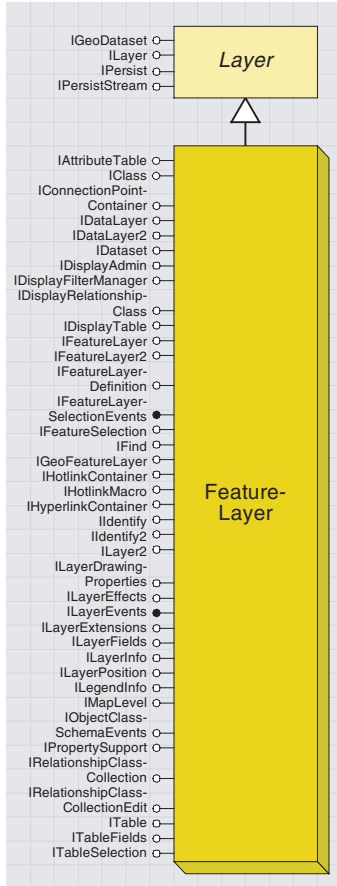 IGeoDataset
ILayer
IPersist
IPersistStream
Layer
IAttributeTable
IClass
IConnectionPoint-
Container
IDataLayer
IDataLayer2
IDataset
IDisplayAdmin
IDisplayFilterManager
IDisplayRelationship-
Class
IDisplayTable
IFeatureLayer
IFeatureLayer2
IFeatureLayer-
Definition
IFeatureLayer-
SelectionEvents
IFeatureSelection
IFind
IGeoFeatureLayer
IHotlinkContainer
IHotlinkMacro
IHyperlinkContainer
IIdentify
IIdentify2
ILayer2
ILayerDrawing-
Properties
ILayerEffects
ILayerEvents
ILayerExtensions
ILayerFields
ILayerInfo
ILayerPosition
ILegendInfo
IMapLevel
IObjectClass-
SchemaEvents
IPropertySupport
IRelationshipClass-
Collection
IRelationshipClass-
CollectionEdit
ITable
ITableFields
ITableSelection
Feature-
Layer